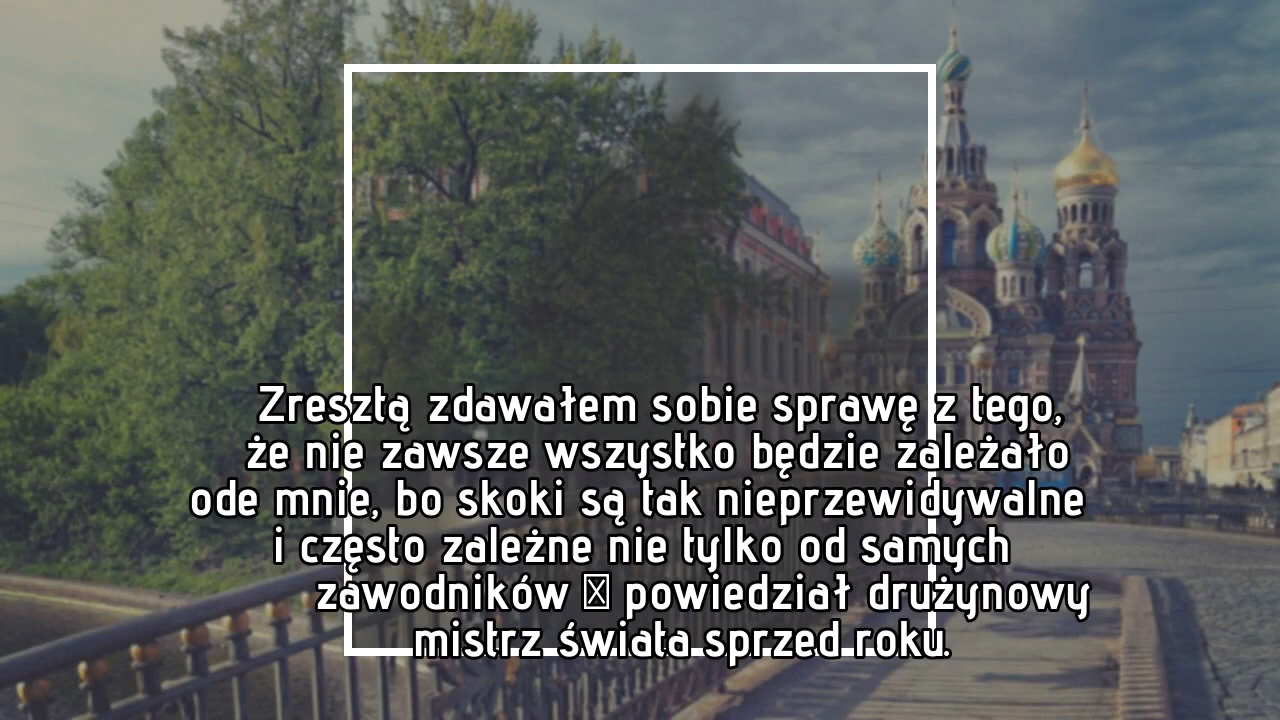 Zresztą zdawałem sobie sprawę z tego,
że nie zawsze wszystko będzie zależało
ode mnie, bo skoki są tak nieprzewidywalne
i często zależne nie tylko od samych
zawodników  powiedział drużynowy
mistrz świata sprzed roku.